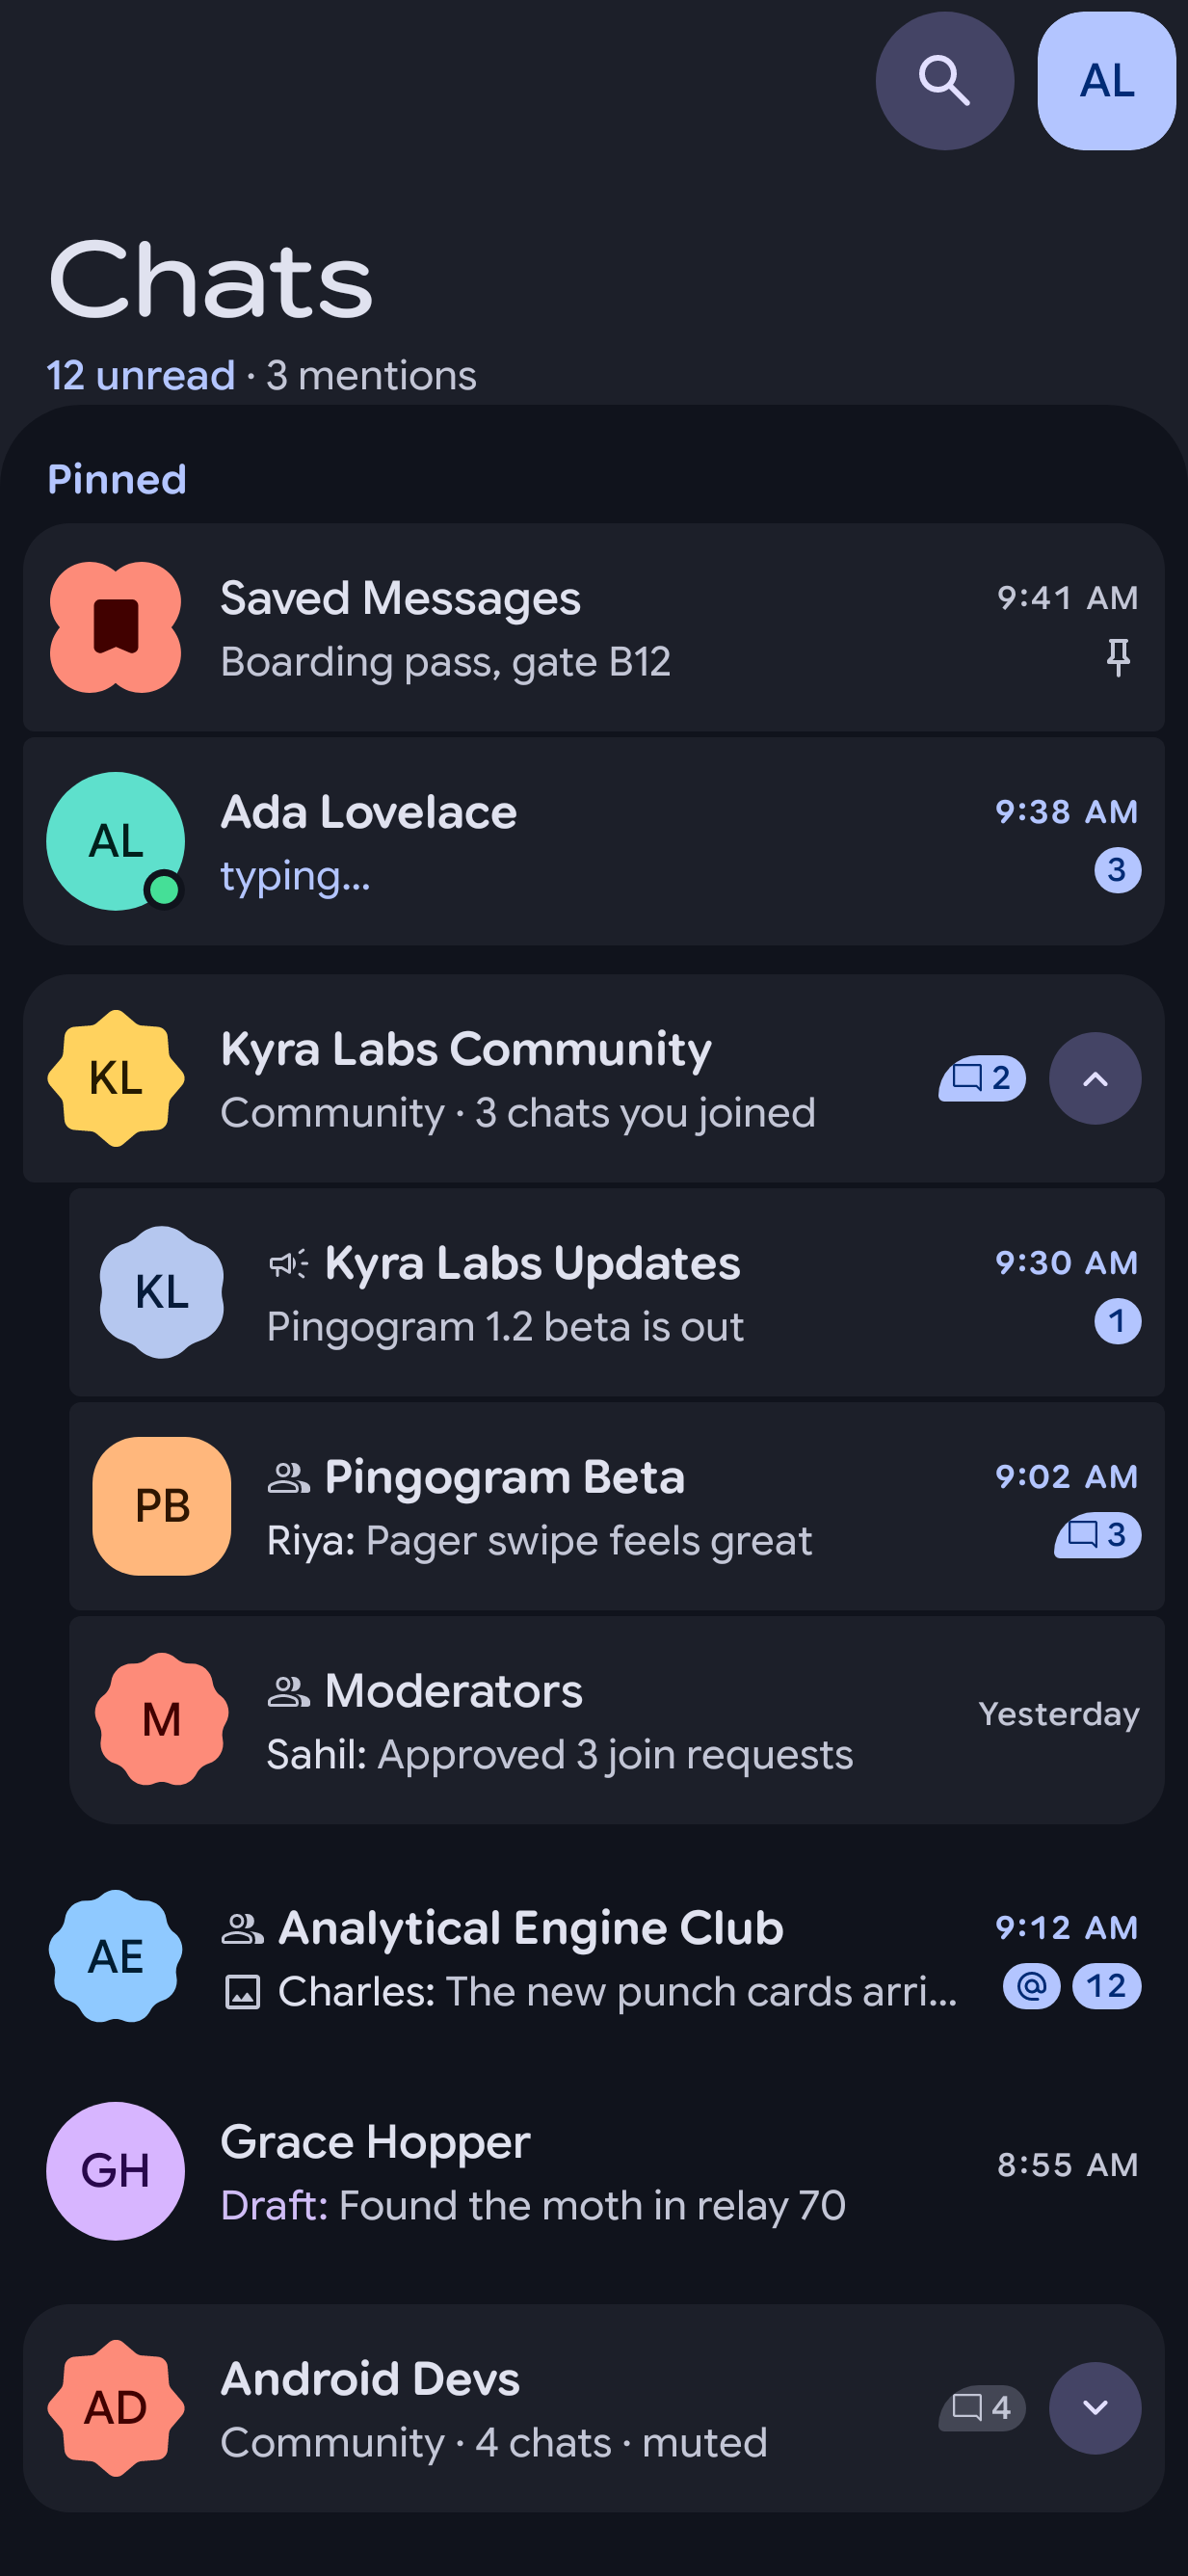 AL
Chats
12 unread · 3 mentions
Pinned
Saved Messages
9:41 AM
Boarding pass, gate B12
AL
Ada Lovelace
9:38 AM
typing...
3
KL
Kyra Labs Community
Community · 3 chats you joined
2
KL
Kyra Labs Updates
9:30 AM
Pingogram 1.2 beta is out
1
PB
Pingogram Beta
9:02 AM
Riya: Pager swipe feels great
3
M
Moderators
Sahil: Approved 3 join requests
Yesterday
AE
Analytical Engine Club
9:12 AM
Charles: The new punch cards arri...
@ 12
GH
Grace Hopper
Draft: Found the moth in relay 70
8:55 AM
AD
Android Devs
Community · 4 chats · muted
4